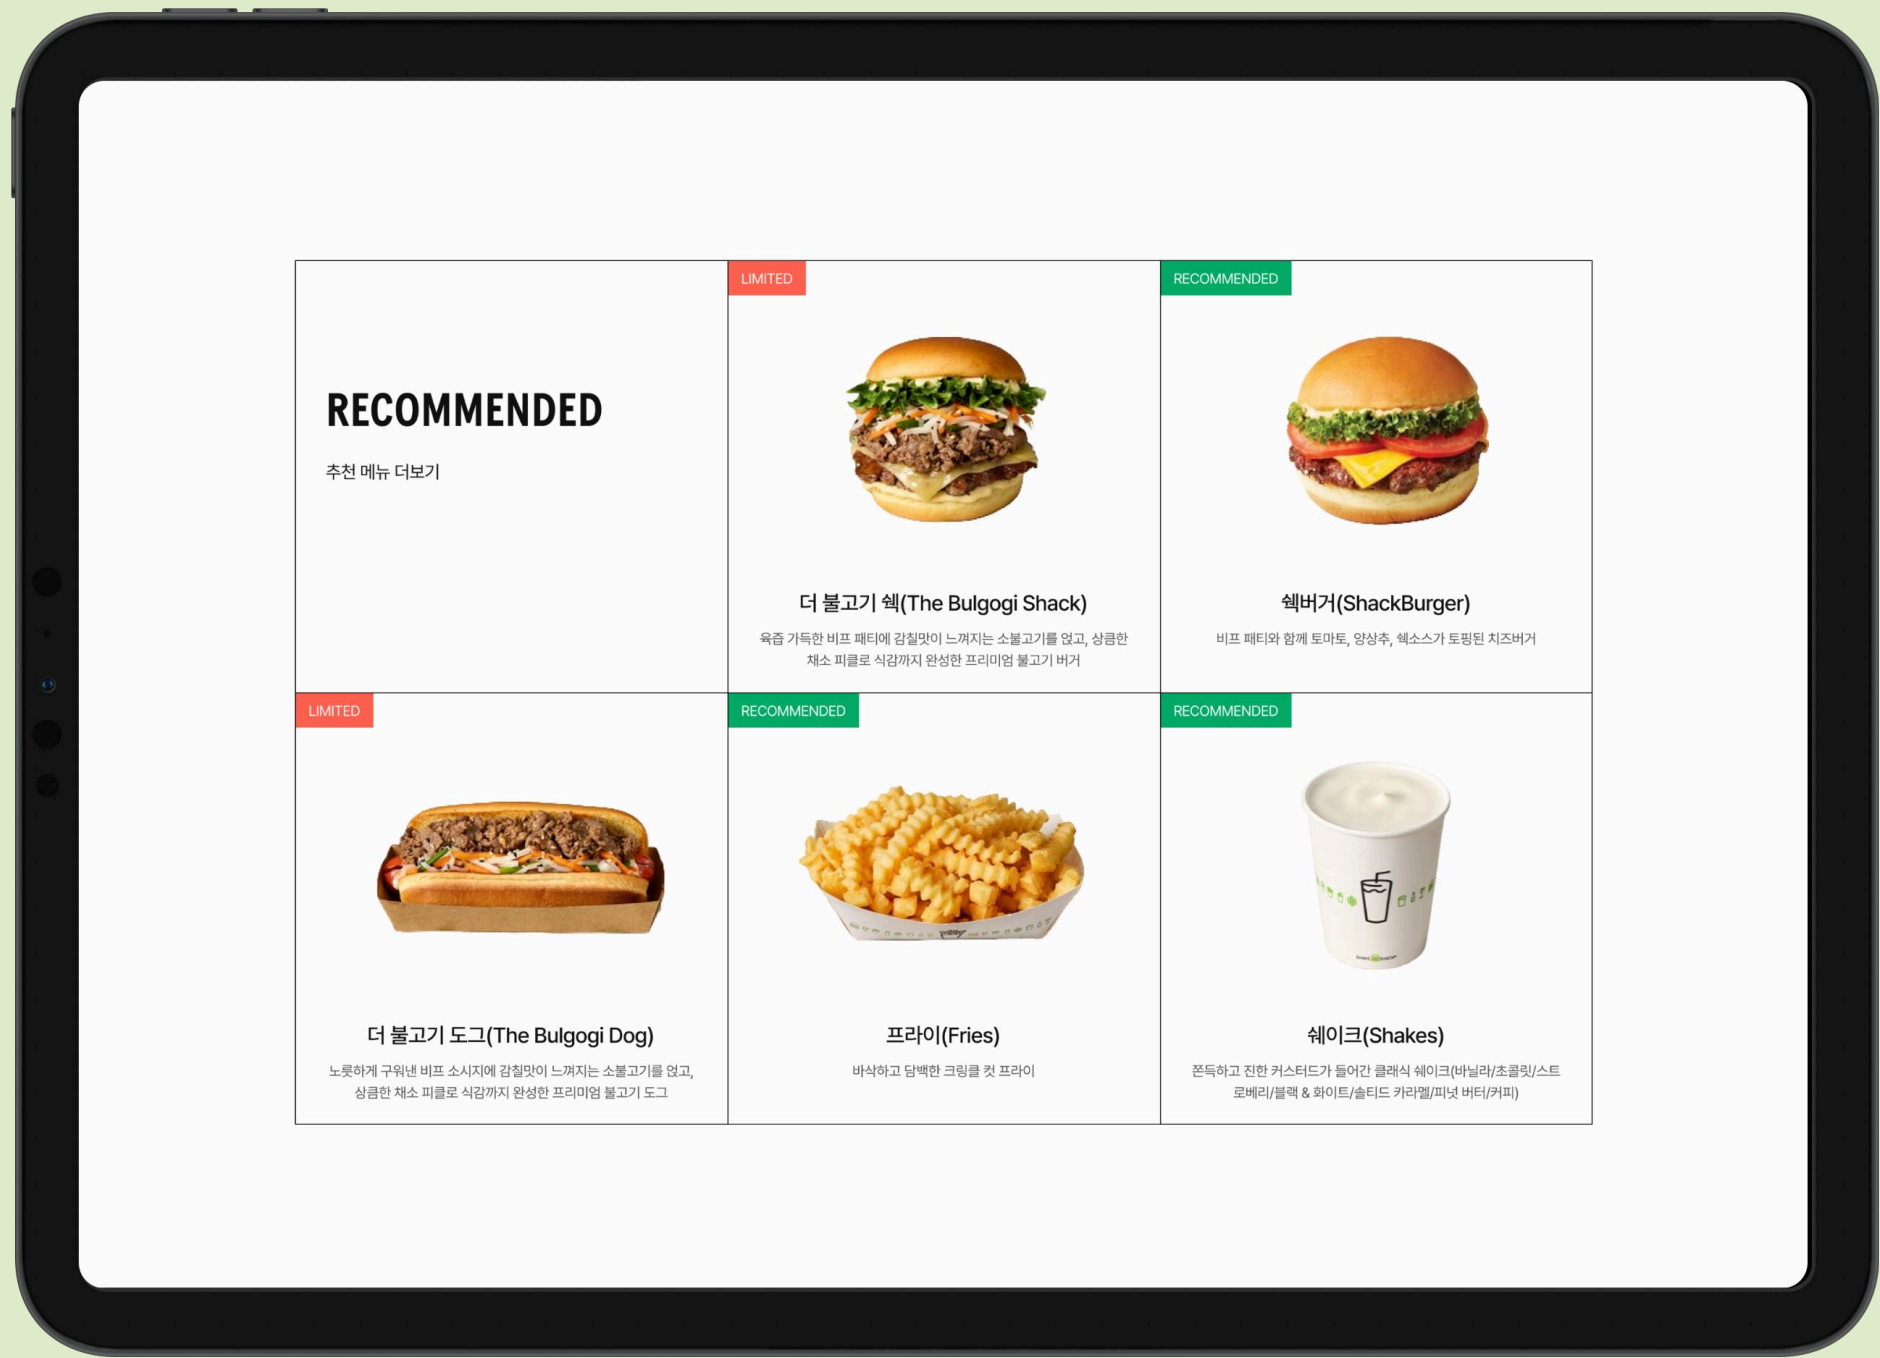 RECOMMENDED
추천 메뉴 더보기
LIMITED
더 불고기 쉑(The Bulgogi Shack)
육즙 가득한 비프 패티에 감칠맛이 느껴지는 소불고기를 얹고, 상큼한
채소 피클로 식감까지 완성한 프리미엄 불고기 버거
RECOMMENDED
쉑버거(ShackBurger)
비프 패티와 함께 토마토, 양상추, 쉑소스가 토핑된 치즈버거
LIMITED
더 불고기 도그(The Bulgogi Dog)
노릇하게 구워낸 비프 소시지에 감칠맛이 느껴지는 소불고기를 얹고,
상큼한 채소 피클로 식감까지 완성한 프리미엄 불고기 도그
RECOMMENDED
프라이(Fries)
바삭하고 담백한 크링클 컷 프라이
RECOMMENDED
쉐이크(Shakes)
쫀득하고 진한 커스터드가 들어간 클래식 쉐이크(바닐라/초콜릿/스트
로베리/블랙 & 화이트/솔티드 카라멜/피넛 버터/커피)